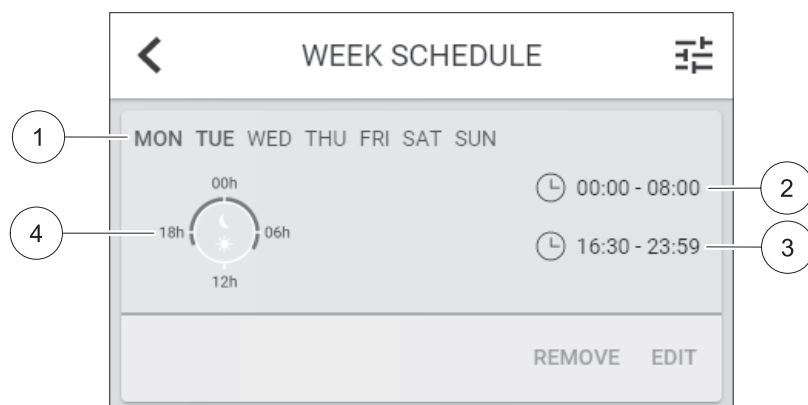 WEEK SCHEDULE
1
MON TUE WED THU FRI SAT SUN
00h
00:00 - 08:00
2
4
18h
06h
16:30 - 23:59
3
12h
REMOVE EDIT